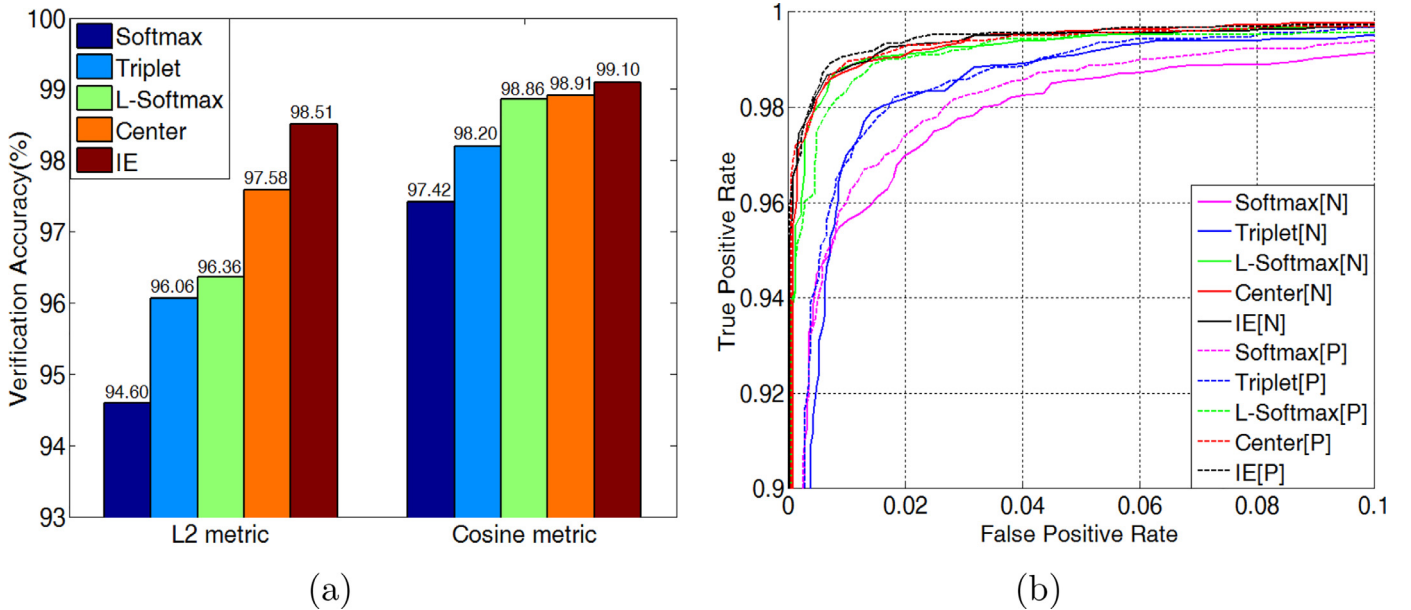 100
99
98
97
96
95
94
93
Verification Accuracy(%)
Softmax
Triplet
L-Softmax
Center
IE
94.60
96.06
96.36
97.58
98.51
97.42
98.20
98.86
98.91
99.10
L2 metric
Cosine metric
(a)
1
0.98
0.96
0.94
0.92
0.9
True Positive Rate
Softmax[N]
Triplet[N]
L-Softmax[N]
Center[N]
IE[N]
Softmax[P]
Triplet[P]
L-Softmax[P]
Center[P]
IE[P]
0
0.02
0.04
0.06
0.08
0.1
False Positive Rate
(b)